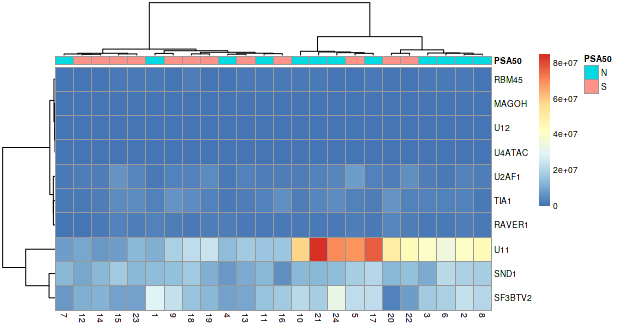 PSA50
RBM45
MAGOH
U12
U4ATAC
U2AF1
TIA1
RAVER1
U11
SND1
SF3BTV2
7 12 14 15 23 1 9 18 19 4 13 11 16 10 21 24 5 17 20 22 3 6 2 8
8e+07
6e+07
4e+07
2e+07
0
PSA50
N
S